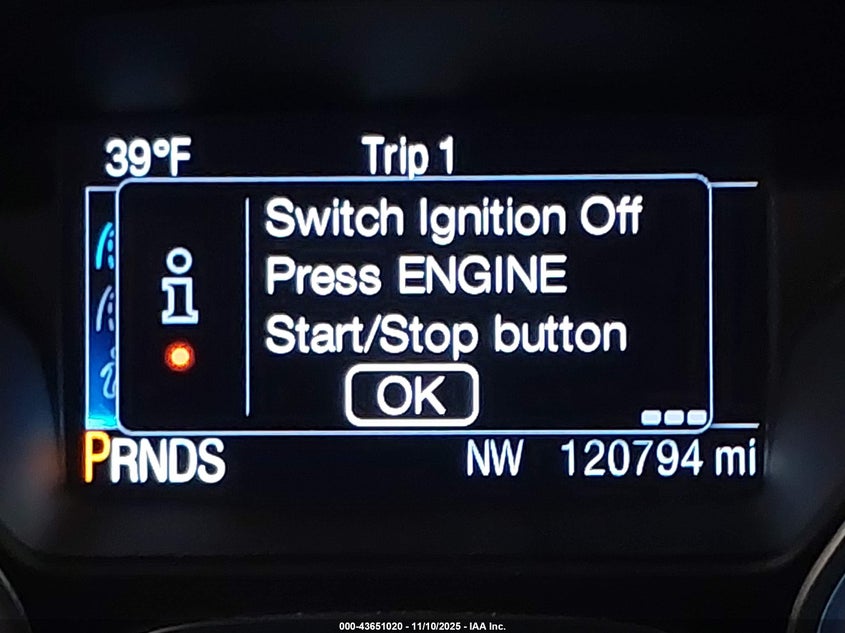 39°F Trip 1
Switch Ignition Off
Press ENGINE
Start/Stop button
OK
PRNDS NW 120794 mi
000-43651020 - 11/10/2025 - IAA Inc.